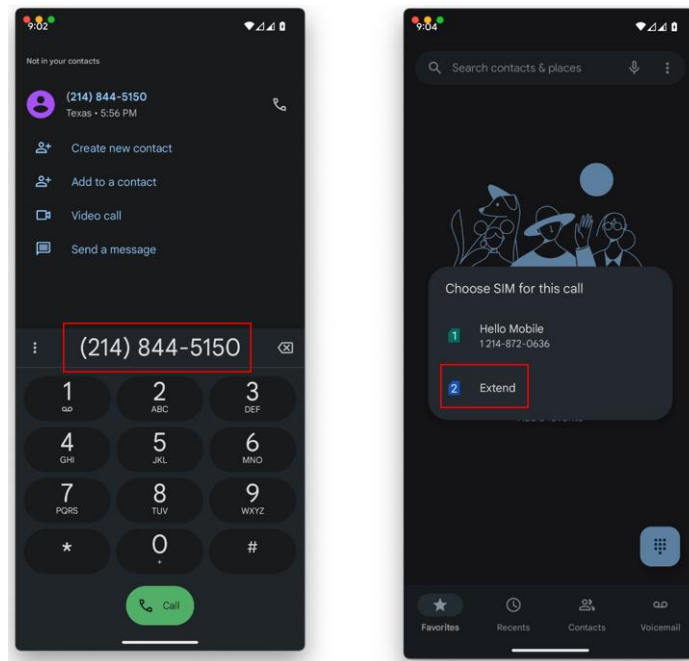 9:02
Not in your contacts
(214) 844-5150
Texas • 5:56 PM
Create new contact
Add to a contact
Video call
Send a message
(214) 844-5150
1
2
ABC
3
DEF
4
GHI
5
JKL
6
MNO
7
PQRS
8
TUV
9
WXYZ
*
0
+
#
Call
9:04
Search contacts & places
Choose SIM for this call
1
Hello Mobile
1 214-872-0636
2
Extend
Favorites
Recents
Contacts
Voicemail